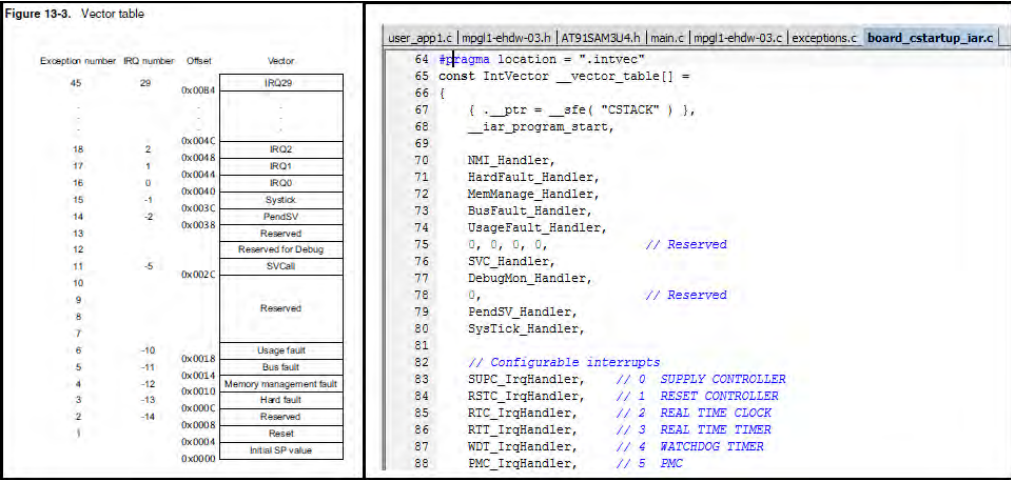 Figure 13-3. Vector table
Exception number IRQ number Offset Vector
45 29 IRQ29
0x00B4
. . . .
. . . .
. . . .
0x004C
18 2 IRQ2
0x0048
17 1 IRQ1
0x0044
16 0 IRQ0
0x0040
15 -1 Systick
0x003C
14 -2 PendSV
0x0038
13 Reserved
12 Reserved for Debug
11 -5 SVCall
0x002C
10
9
Reserved
8
7
6 -10 Usage fault
0x0018
5 -11 Bus fault
0x0014
4 -12 Memory management fault
0x0010
3 -13 Hard fault
0x000C
2 -14 Reserved
0x0008
1 Reset
0x0004
Initial SP value
0x0000
user_app1.c | mpgl1-ehdw-03.h | AT91SAM3U4.h | main.c | mpgl1-ehdw-03.c | exceptions.c board_cstartup_iar.c
64 #pragma location = ".intvec"
65 const IntVector __vector_table[] =
66 {
67 { .__ptr = __sfe( "CSTACK" ) },
68 __iar_program_start,
69
70 NMI_Handler,
71 HardFault_Handler,
72 MemManage_Handler,
73 BusFault_Handler,
74 UsageFault_Handler,
75 0, 0, 0, 0, // Reserved
76 SVC_Handler,
77 DebugMon_Handler,
78 0, // Reserved
79 PendSV_Handler,
80 SysTick_Handler,
81
82 // Configurable interrupts
83 SUPC_IrqHandler, // 0 SUPPLY CONTROLLER
84 RSTC_IrqHandler, // 1 RESET CONTROLLER
85 RTC_IrqHandler, // 2 REAL TIME CLOCK
86 RTT_IrqHandler, // 3 REAL TIME TIMER
87 WDT_IrqHandler, // 4 WATCHDOG TIMER
88 PMC_IrqHandler, // 5 PMC